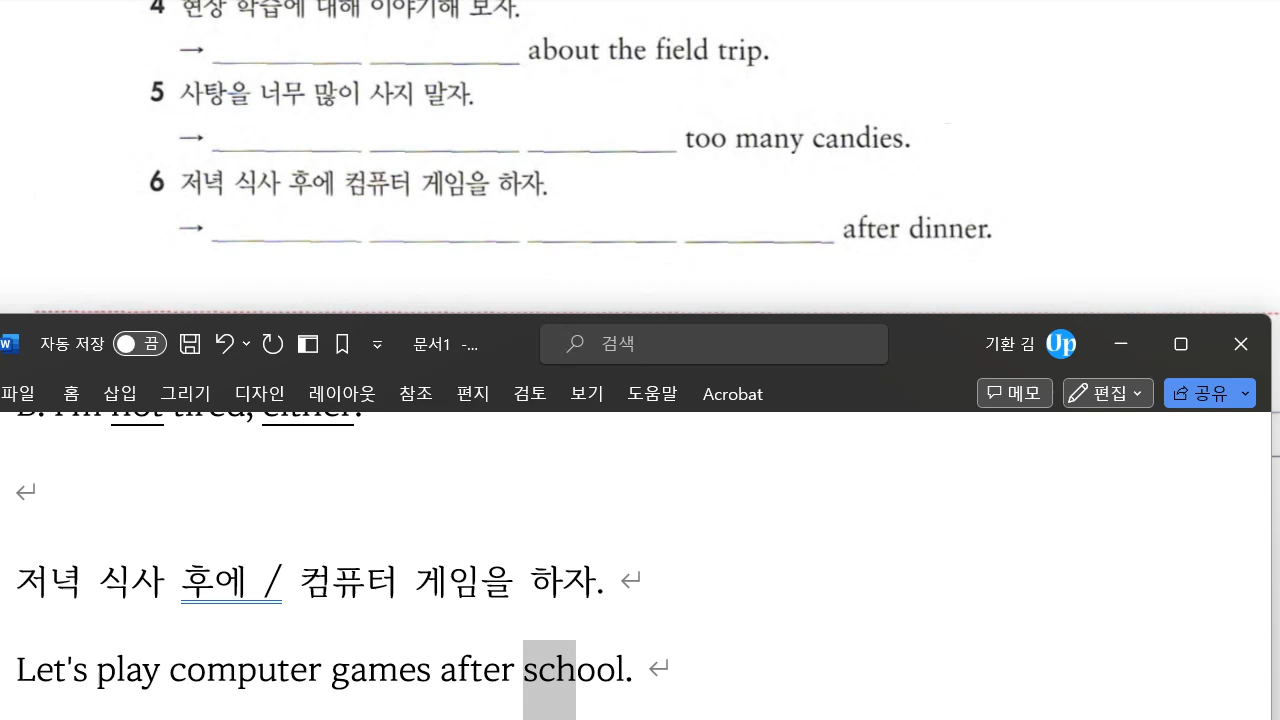 4 현장 학습에 대해 이야기해 보자.
→ about the field trip.
5 사탕을 너무 많이 사지 말자.
→ too many candies.
6 저녁 식사 후에 컴퓨터 게임을 하자.
→ after dinner.
자동 저장 끔 문서1 -... 검색 기환 김 Up
파일 홈 삽입 그리기 디자인 레이아웃 참조 편지 검토 보기 도움말 Acrobat 메모 편집 공유
B: I'm not tired, either.
저녁 식사 후에 / 컴퓨터 게임을 하자.
Let's play computer games after school.